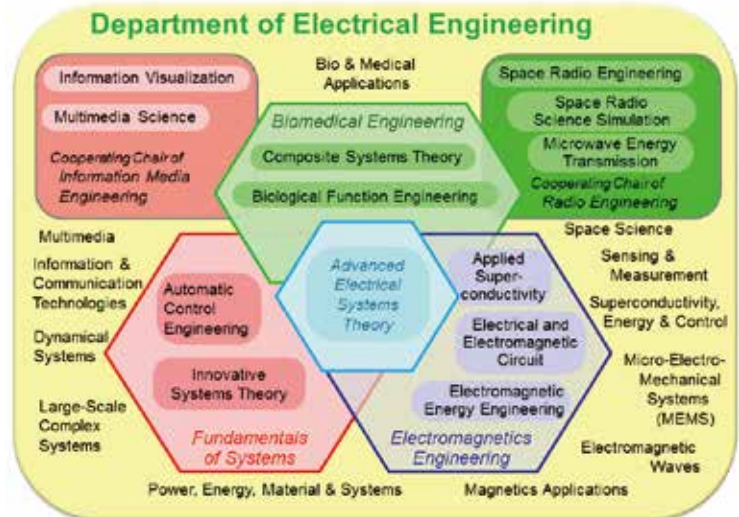 Department of Electrical Engineering
Information Visualization
Multimedia Science
Cooperating Chair of
Information Media
Engineering
Bio & Medical
Applications
Space Radio Engineering
Space Radio
Science Simulation
Microwave Energy
Transmission
Cooperating Chair of
Radio Engineering
Biomedical Engineering
Composite Systems Theory
Biological Function Engineering
Multimedia
Information &
Communication
Technologies
Dynamical
Systems
Large-Scale
Complex
Systems
Automatic
Control
Engineering
Innovative
Systems Theory
Fundamentals
of Systems
Advanced
Electrical
Systems
Theory
Applied
Super-
conductivity
Electrical and
Electromagnetic
Circuit
Electromagnetic
Energy Engineering
Electromagnetics
Engineering
Space Science
Sensing &
Measurement
Superconductivity,
Energy & Control
Micro-Electro-
Mechanical
Systems
(MEMS)
Electromagnetic
Waves
Power, Energy, Material & Systems
Magnetics Applications